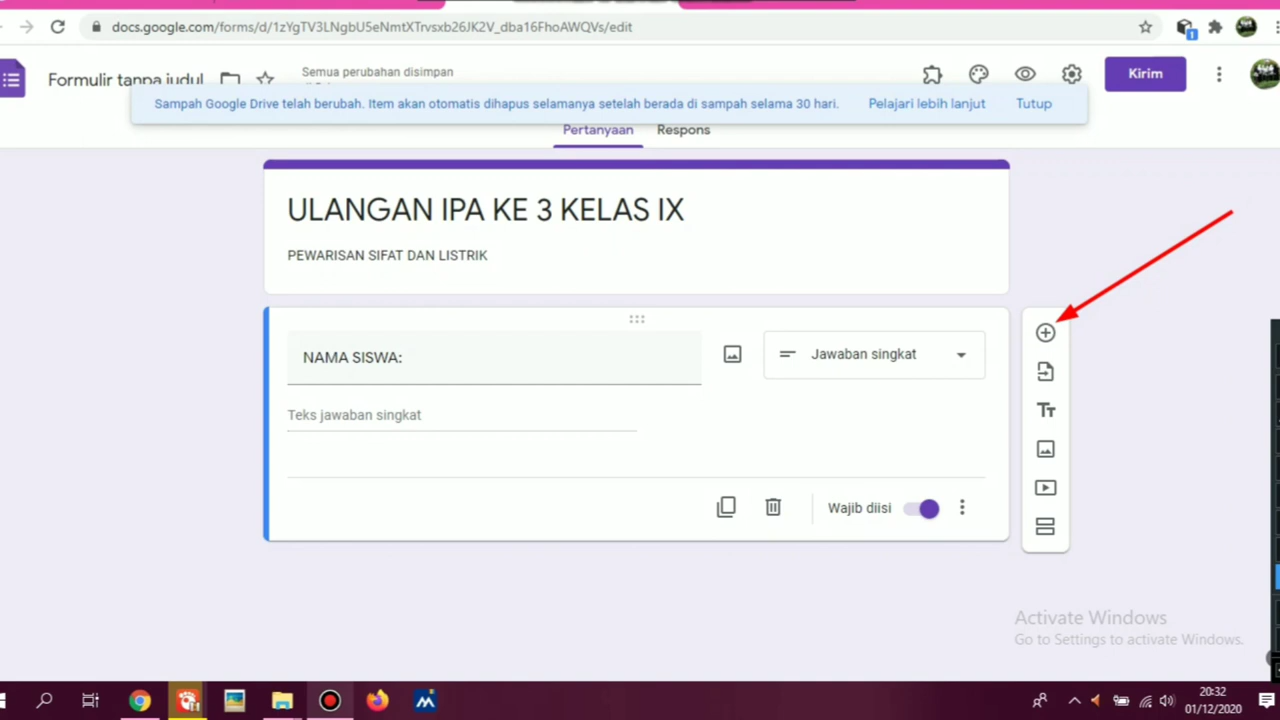 docs.google.com/forms/d/1zYgTV3LNgbU5eNmtXTrvsxb26JK2V_dba16FhoAWQVs/edit
1
Formulir tanpa judul
Semua perubahan disimpan
Kirim
Sampah Google Drive telah berubah. Item akan otomatis dihapus selamanya setelah berada di sampah selama 30 hari. Pelajari lebih lanjut Tutup
Pertanyaan Respons
ULANGAN IPA KE 3 KELAS IX
PEWARISAN SIFAT DAN LISTRIK
NAMA SISWA:
Jawaban singkat
Teks jawaban singkat
Tт
Wajib diisi
Activate Windows
Go to Settings to activate Windows.
20:32
01/12/2020